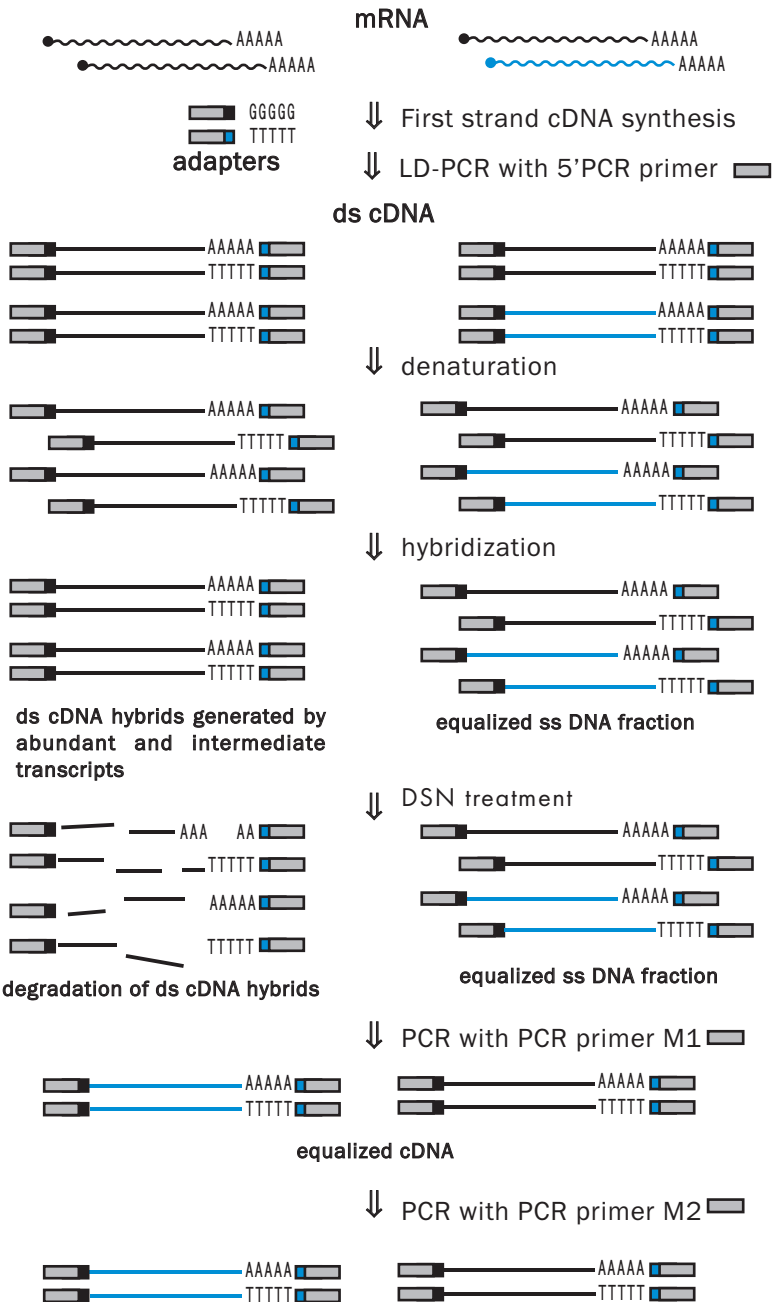 mRNA
AAAAA AAAAA
AAAAA AAAAA
GGGGG
TTTTT
adapters
⇓ First strand cDNA synthesis
⇓ LD-PCR with 5’PCR primer
ds cDNA
AAAAA AAAAA
TTTTT TTTTT
AAAAA AAAAA
TTTTT TTTTT
⇓ denaturation
AAAAA AAAAA
TTTTT TTTTT
AAAAA AAAAA
TTTTT TTTTT
⇓ hybridization
AAAAA AAAAA
TTTTT TTTTT
AAAAA AAAAA
TTTTT TTTTT
ds cDNA hybrids generated by
abundant and intermediate
transcripts
equalized ss DNA fraction
⇓ DSN treatment
AAA AA AAAAA
TTTTT TTTTT
AAAAA AAAAA
TTTTT TTTTT
degradation of ds cDNA hybrids
equalized ss DNA fraction
⇓ PCR with PCR primer M1
AAAAA AAAAA
TTTTT TTTTT
equalized cDNA
⇓ PCR with PCR primer M2
AAAAA AAAAA
TTTTT TTTTT